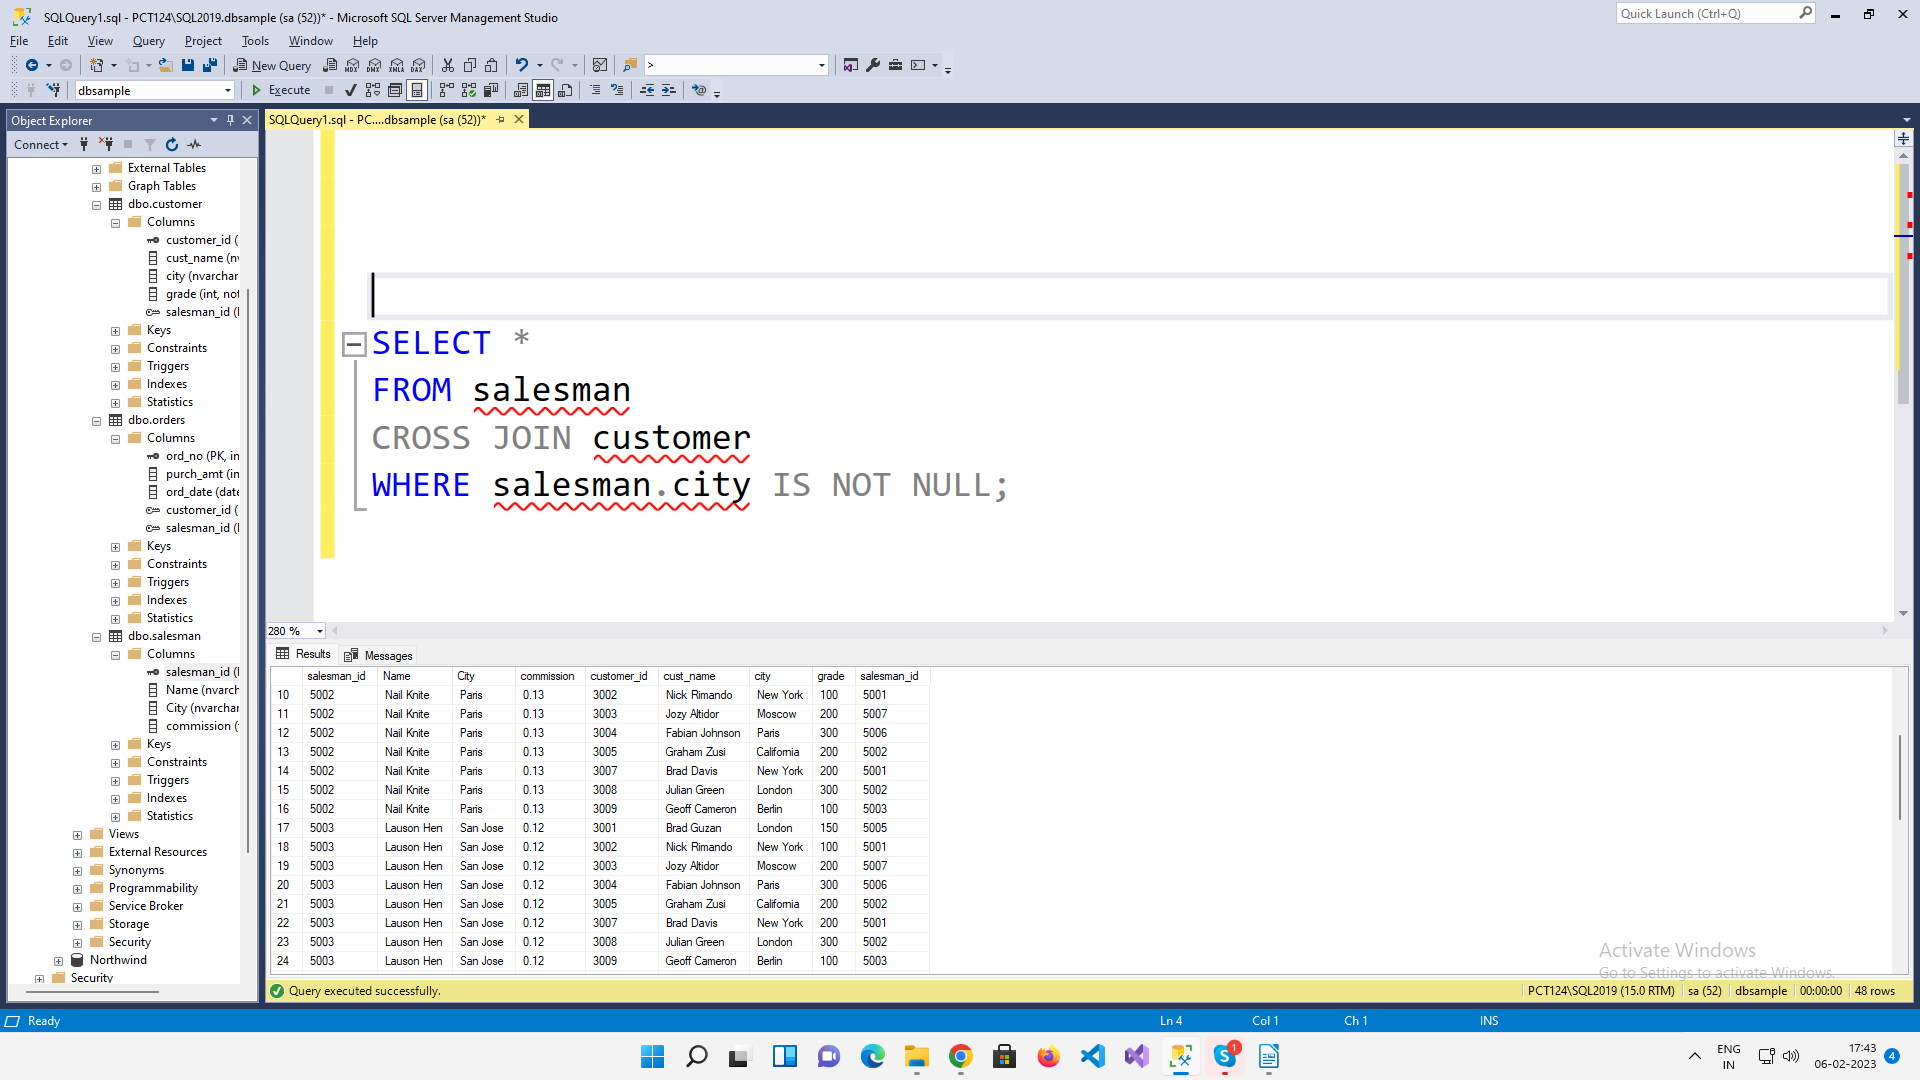 SQLQuery1.sql - PCT124\SQL2019.dbsample (sa (52))* - Microsoft SQL Server Management Studio
Quick Launch (Ctrl+Q)
File Edit View Query Project Tools Window Help
New Query MDX DMX XMLA DAX >
dbsample Execute
Object Explorer
SQLQuery1.sql - PC....dbsample (sa (52))*
Connect
External Tables
Graph Tables
dbo.customer
Columns
customer_id (
cust_name (nv
city (nvarchar
grade (int, not
salesman_id (I
Keys
Constraints
Triggers
Indexes
Statistics
dbo.orders
Columns
ord_no (PK, in
purch_amt (in
ord_date (date
customer_id (
salesman_id (I
Keys
Constraints
Triggers
Indexes
Statistics
dbo.salesman
Columns
salesman_id (I
Name (nvarch
City (nvarchar
commission (
Keys
Constraints
Triggers
Indexes
Statistics
Views
External Resources
Synonyms
Programmability
Service Broker
Storage
Security
Northwind
Security
SELECT *
FROM salesman
CROSS JOIN customer
WHERE salesman.city IS NOT NULL;
280 %
Results Messages
salesman_id Name City commission customer_id cust_name city grade salesman_id
10 5002 Nail Knite Paris 0.13 3002 Nick Rimando New York 100 5001
11 5002 Nail Knite Paris 0.13 3003 Jozy Altidor Moscow 200 5007
12 5002 Nail Knite Paris 0.13 3004 Fabian Johnson Paris 300 5006
13 5002 Nail Knite Paris 0.13 3005 Graham Zusi California 200 5002
14 5002 Nail Knite Paris 0.13 3007 Brad Davis New York 200 5001
15 5002 Nail Knite Paris 0.13 3008 Julian Green London 300 5002
16 5002 Nail Knite Paris 0.13 3009 Geoff Cameron Berlin 100 5003
17 5003 Lauson Hen San Jose 0.12 3001 Brad Guzan London 150 5005
18 5003 Lauson Hen San Jose 0.12 3002 Nick Rimando New York 100 5001
19 5003 Lauson Hen San Jose 0.12 3003 Jozy Altidor Moscow 200 5007
20 5003 Lauson Hen San Jose 0.12 3004 Fabian Johnson Paris 300 5006
21 5003 Lauson Hen San Jose 0.12 3005 Graham Zusi California 200 5002
22 5003 Lauson Hen San Jose 0.12 3007 Brad Davis New York 200 5001
23 5003 Lauson Hen San Jose 0.12 3008 Julian Green London 300 5002
24 5003 Lauson Hen San Jose 0.12 3009 Geoff Cameron Berlin 100 5003
Activate Windows
Go to Settings to activate Windows.
Query executed successfully.
PCT124\SQL2019 (15.0 RTM) sa (52) dbsample 00:00:00 48 rows
Ready Ln 4 Col 1 Ch 1 INS
S 1
ENG
IN
17:43
06-02-2023
4